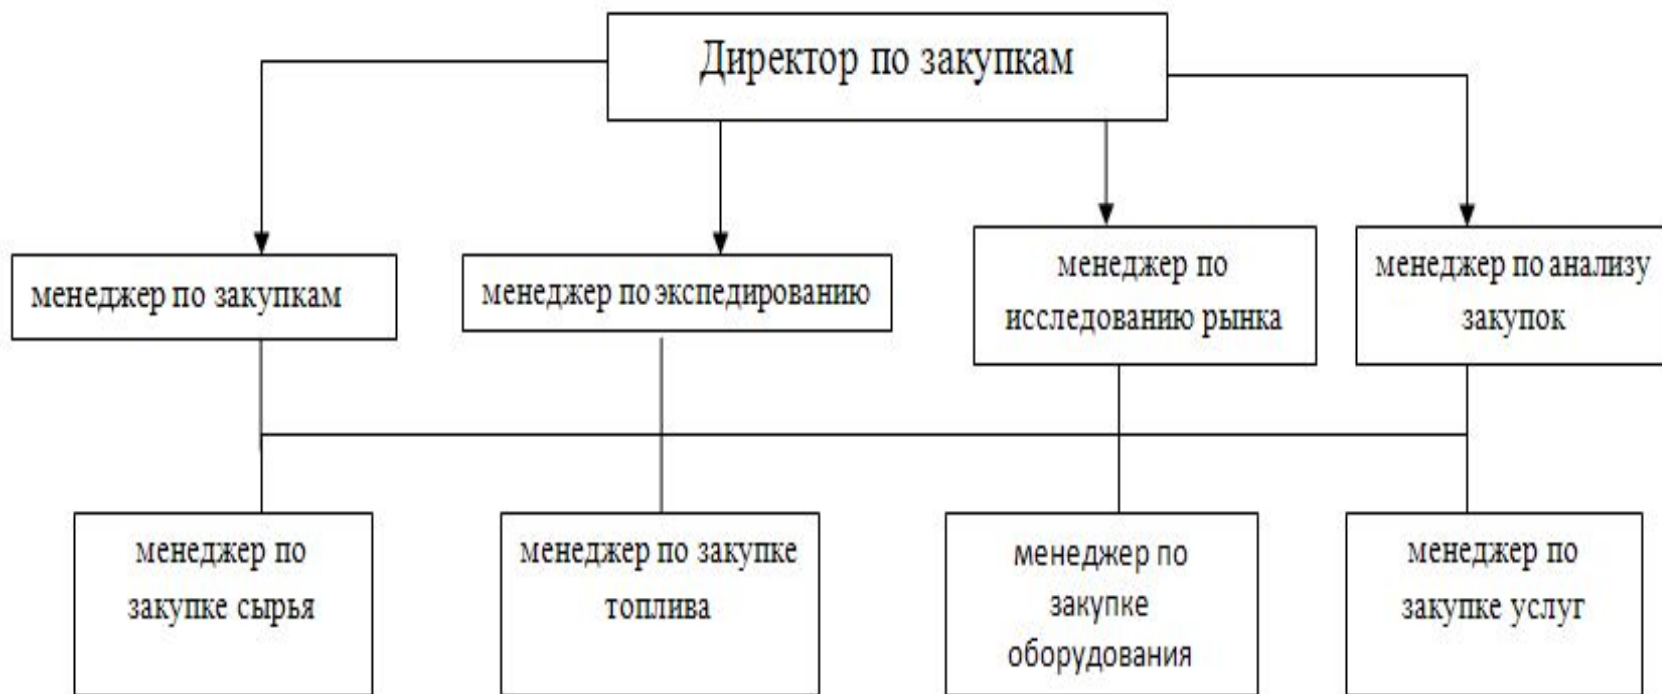 Директор по закупкам
менеджер по закупкам
менеджер по экспедированию
менеджер по
исследованию рынка
менеджер по анализу
закупок
менеджер по
закупке сырья
менеджер по закупке
топлива
менеджер по
закупке
оборудования
менеджер по
закупке услуг